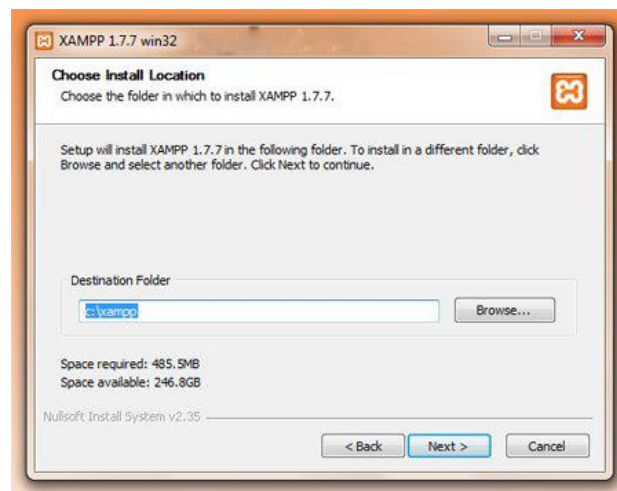 XAMPP 1.7.7 win32
Choose Install Location
Choose the folder in which to install XAMPP 1.7.7.
Setup will install XAMPP 1.7.7 in the following folder. To install in a different folder, click
Browse and select another folder. Click Next to continue.
Destination Folder
c:\xampp
Browse...
Space required: 485.5MB
Space available: 246.8GB
Nullsoft Install System v2.35
< Back
Next >
Cancel